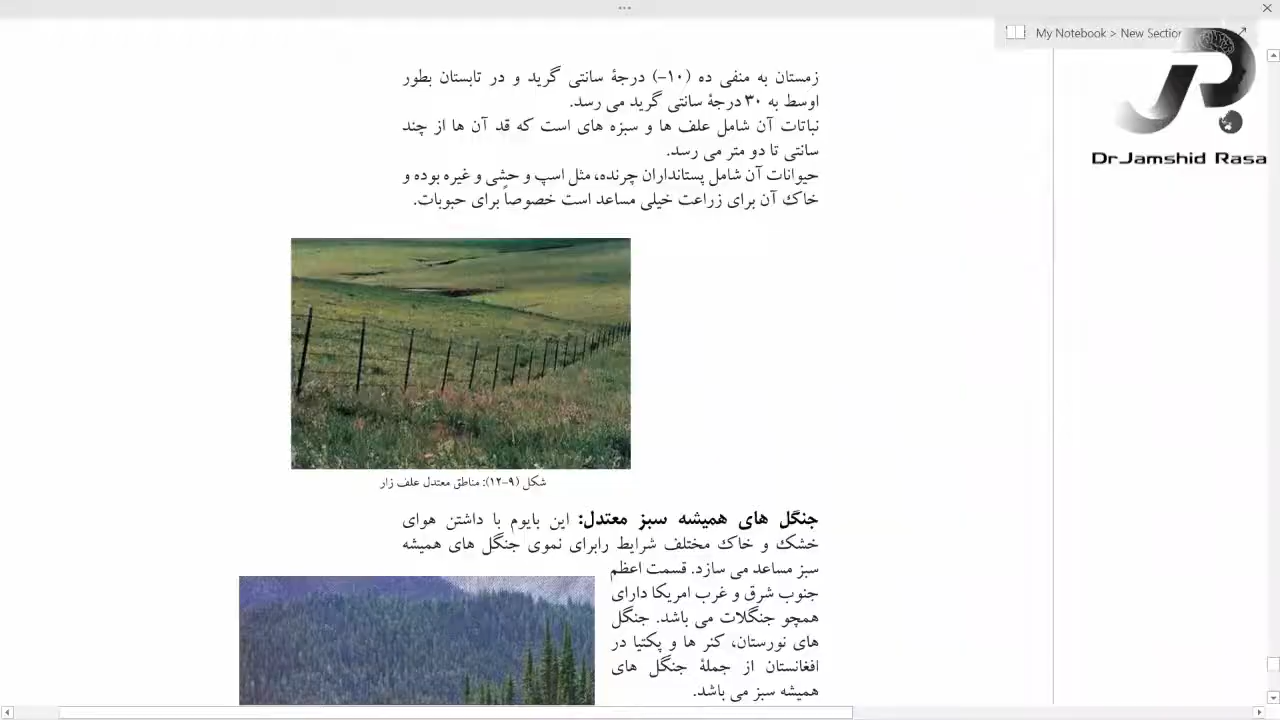 My Notebook > New Section
DrJamshid Rasa
زمستان به منفی ده (۱۰-) درجۀ سانتی گرید و در تابستان بطور
اوسط به ۳۰ درجۀ سانتی گرید می رسد.
نباتات آن شامل علف ها و سبزه های است که قد آن ها از چند
سانتی تا دو متر می رسد.
حیوانات آن شامل پستانداران چرنده، مثل اسپ و حشی و غیره بوده و
خاک آن برای زراعت خیلی مساعد است خصوصاً برای حبوبات.
شکل (۹-۱۲): مناطق معتدل علف زار
جنگل های همیشه سبز معتدل: این بایوم با داشتن هوای
خشک و خاک مختلف شرایط رابرای نموی جنگل های همیشه
سبز مساعد می سازد. قسمت اعظم
جنوب شرق و غرب امریکا دارای
همچو جنگلات می باشد. جنگل
های نورستان، کنر ها و پکتیا در
افغانستان از جملۀ جنگل های
همیشه سبز می باشد.